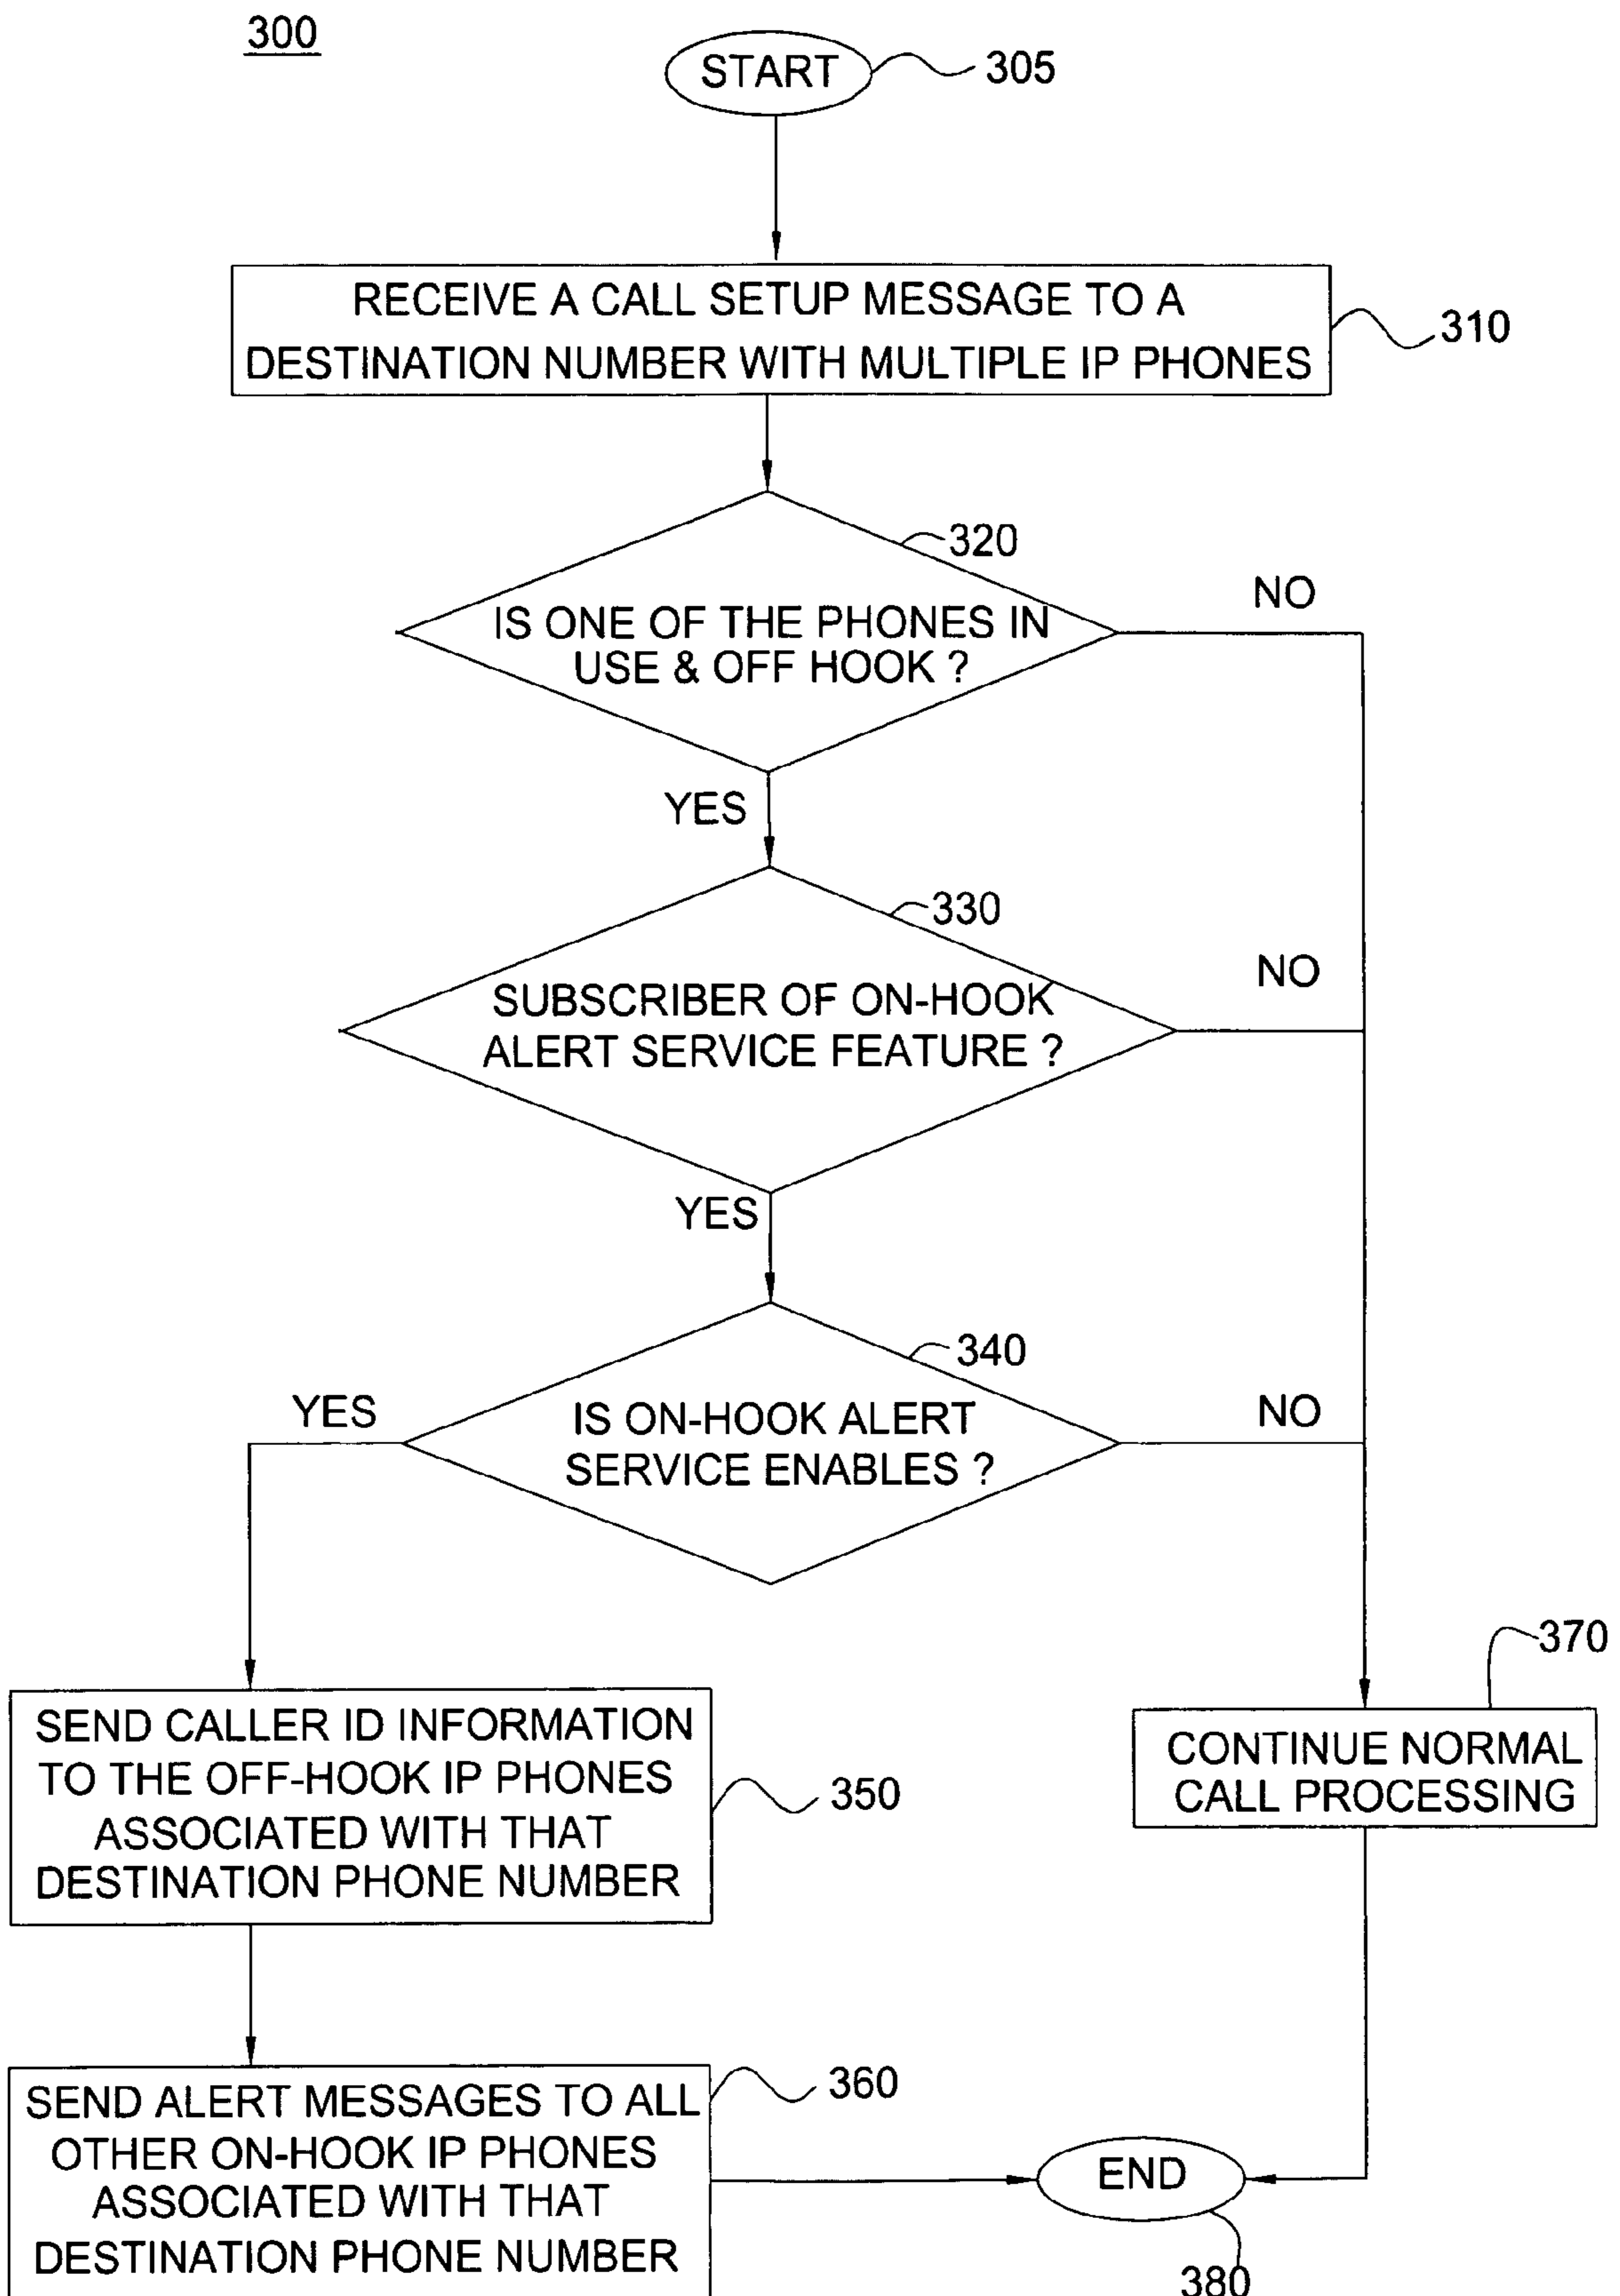 300
START
305
RECEIVE A CALL SETUP MESSAGE TO A
DESTINATION NUMBER WITH MULTIPLE IP PHONES
310
320
NO
IS ONE OF THE PHONES IN
USE & OFF HOOK ?
YES
330
NO
SUBSCRIBER OF ON-HOOK
ALERT SERVICE FEATURE ?
YES
340
YES
NO
IS ON-HOOK ALERT
SERVICE ENABLES ?
370
SEND CALLER ID INFORMATION
TO THE OFF-HOOK IP PHONES
ASSOCIATED WITH THAT
DESTINATION PHONE NUMBER
350
CONTINUE NORMAL
CALL PROCESSING
360
SEND ALERT MESSAGES TO ALL
OTHER ON-HOOK IP PHONES
ASSOCIATED WITH THAT
DESTINATION PHONE NUMBER
END
380